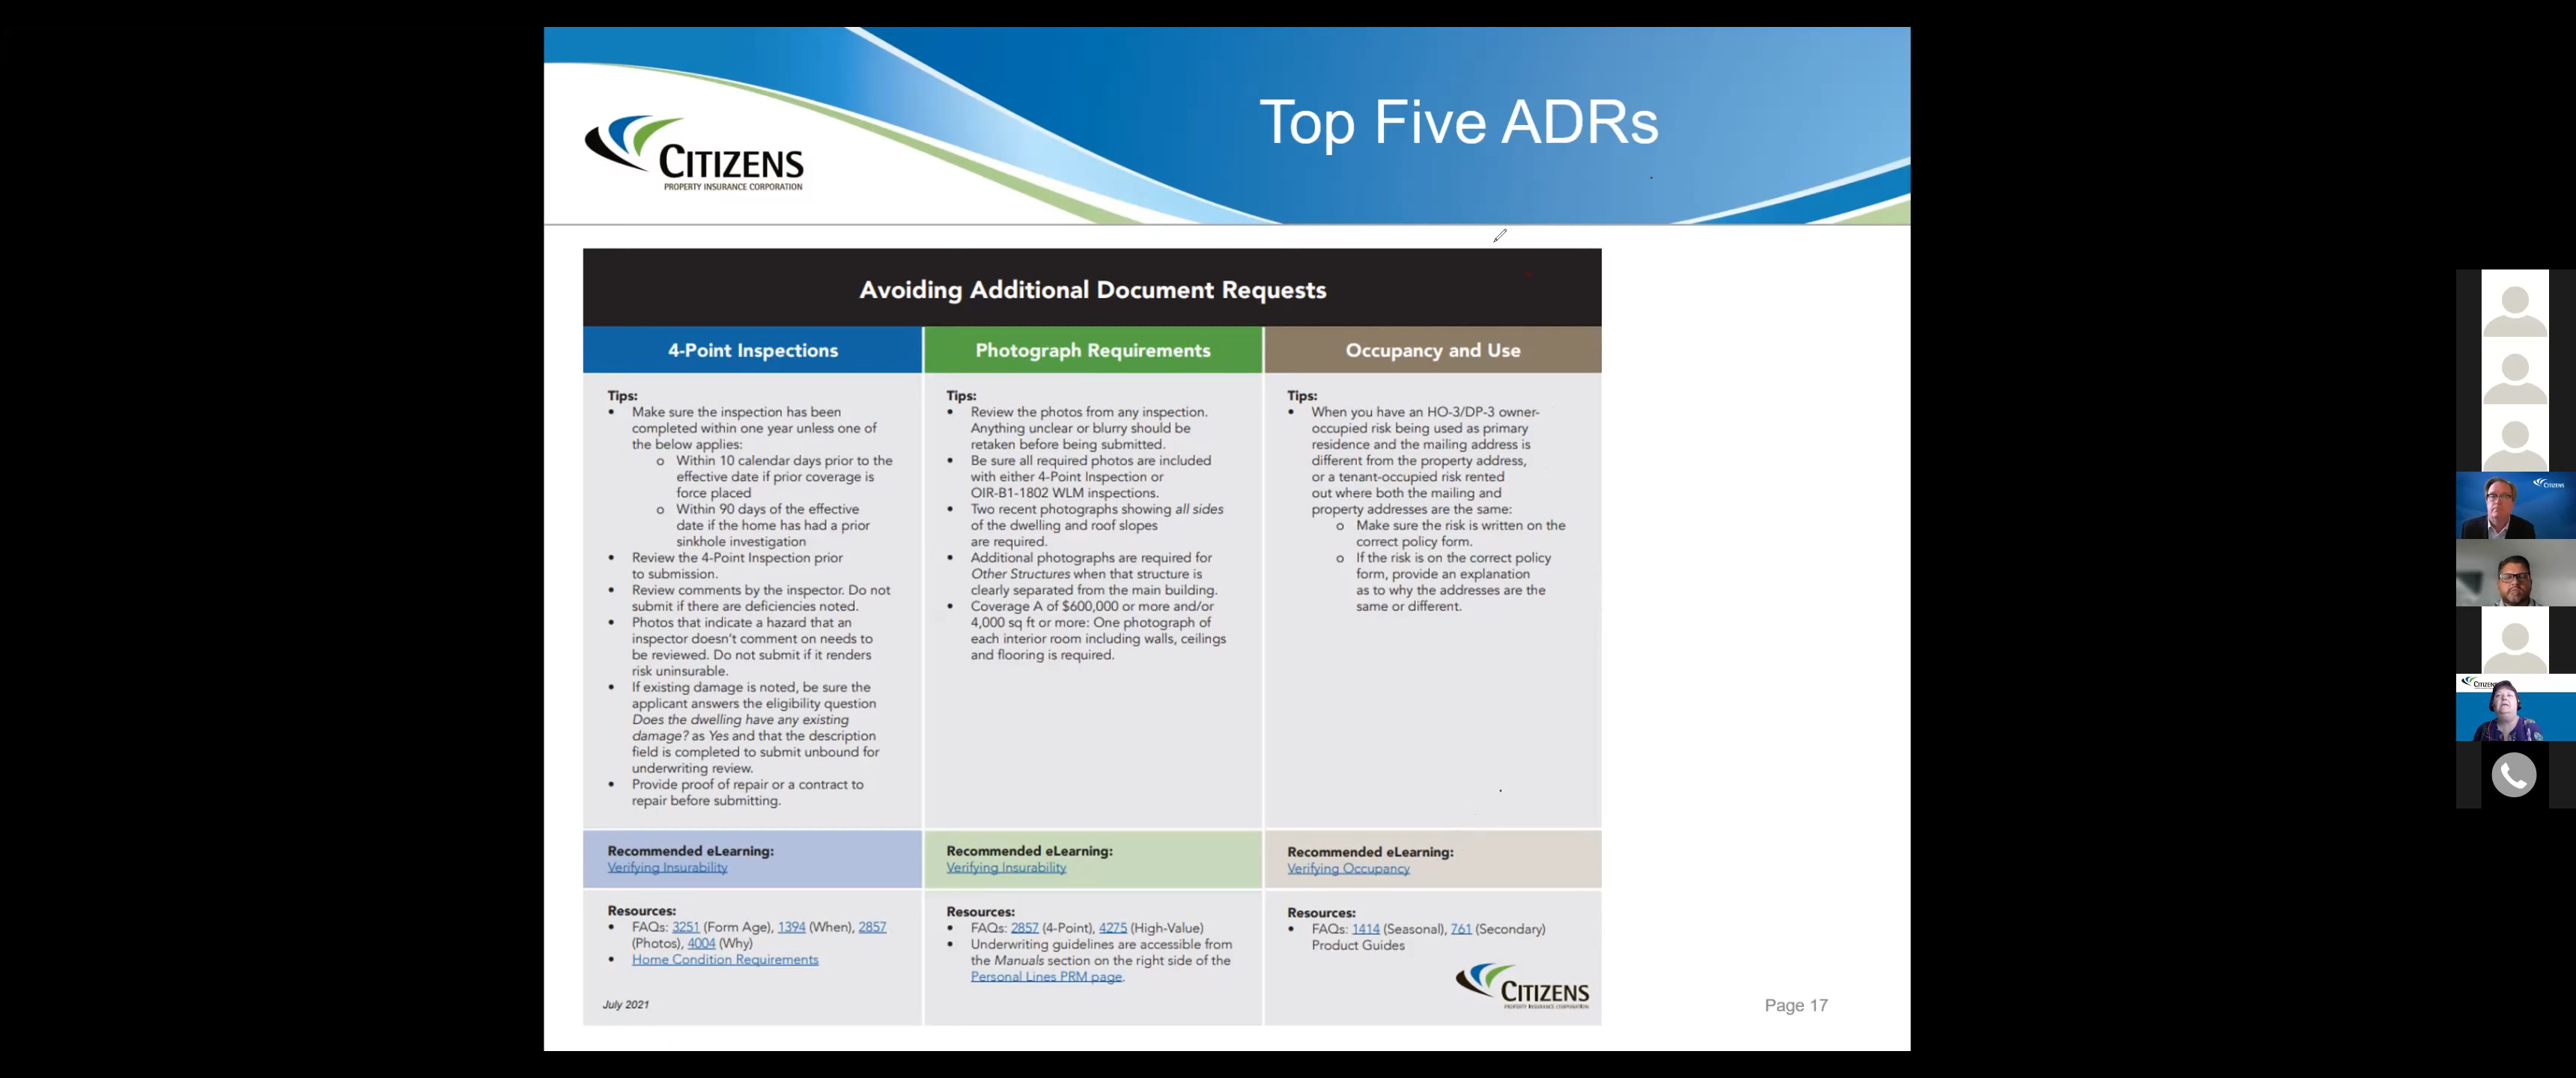 Top Five ADRs
CITIZENS
PROPERTY INSURANCE CORPORATION
Avoiding Additional Document Requests
4-Point Inspections
Tips:
• Make sure the inspection has been
completed within one year unless one of
the below applies:
o Within 10 calendar days prior to the
effective date if prior coverage is
force placed
o Within 90 days of the effective
date if the home has had a prior
sinkhole investigation
• Review the 4-Point Inspection prior
to submission.
• Review comments by the inspector. Do not
submit if there are deficiencies noted.
• Photos that indicate a hazard that an
inspector doesn't comment on needs to
be reviewed. Do not submit if it renders
risk uninsurable.
• If existing damage is noted, be sure the
applicant answers the eligibility question
Does the dwelling have any existing
damage? as Yes and that the description
field is completed to submit unbound for
underwriting review.
• Provide proof of repair or a contract to
repair before submitting.
Recommended eLearning:
Verifying Insurability
Resources:
• FAQs: 3251 (Form Age), 1394 (When), 2857
(Photos), 4004 (Why)
• Home Condition Requirements
July 2021
Photograph Requirements
Tips:
• Review the photos from any inspection.
Anything unclear or blurry should be
retaken before being submitted.
• Be sure all required photos are included
with either 4-Point Inspection or
OIR-B1-1802 WLM inspections.
• Two recent photographs showing all sides
of the dwelling and roof slopes
are required.
• Additional photographs are required for
Other Structures when that structure is
clearly separated from the main building.
• Coverage A of $600,000 or more and/or
4,000 sq ft or more: One photograph of
each interior room including walls, ceilings
and flooring is required.
Recommended eLearning:
Verifying Insurability
Resources:
• FAQs: 2857 (4-Point), 4275 (High-Value)
• Underwriting guidelines are accessible from
the Manuals section on the right side of the
Personal Lines PRM page.
Occupancy and Use
Tips:
• When you have an HO-3/DP-3 owner-
occupied risk being used as primary
residence and the mailing address is
different from the property address,
or a tenant-occupied risk rented
out where both the mailing and
property addresses are the same:
o Make sure the risk is written on the
correct policy form.
o If the risk is on the correct policy
form, provide an explanation
as to why the addresses are the
same or different.
Recommended eLearning:
Verifying Occupancy
Resources:
• FAQs: 1414 (Seasonal), 761 (Secondary)
Product Guides
CITIZENS
PROPERTY INSURANCE CORPORATION
Page 17
CITIZENS
CITIZENS